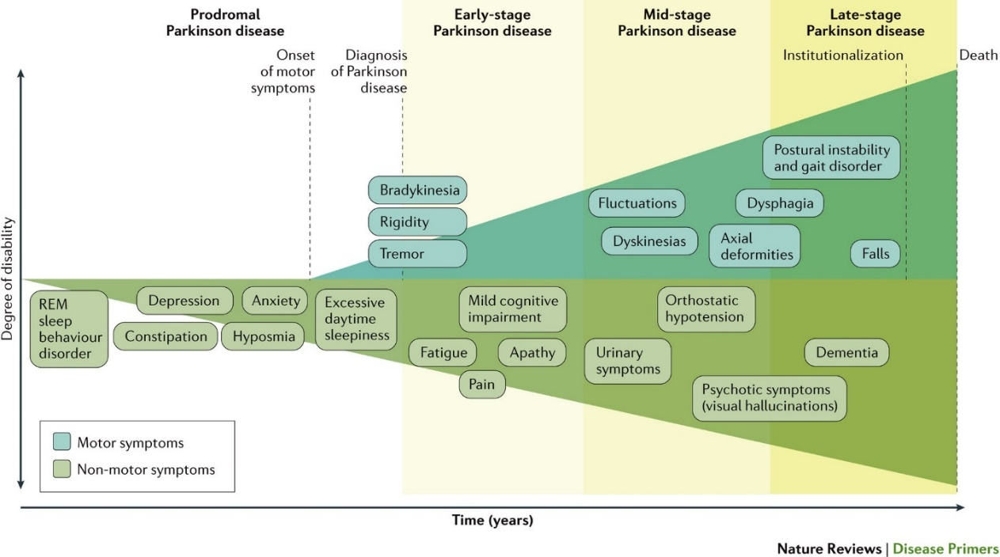 Prodromal
Parkinson disease
Early-stage
Parkinson disease
Mid-stage
Parkinson disease
Late-stage
Parkinson disease
Onset
of motor
symptoms
Diagnosis
of Parkinson
disease
Institutionalization
Death
Degree of disability
Postural instability
and gait disorder
Bradykinesia
Fluctuations
Dysphagia
Rigidity
Dyskinesias
Axial
deformities
Tremor
Falls
REM
sleep
behaviour
disorder
Depression
Anxiety
Excessive
daytime
sleepiness
Mild cognitive
impairment
Orthostatic
hypotension
Constipation
Hyposmia
Fatigue
Apathy
Urinary
symptoms
Dementia
Pain
Psychotic symptoms
(visual hallucinations)
Motor symptoms
Non-motor symptoms
Time (years)
Nature Reviews | Disease Primers